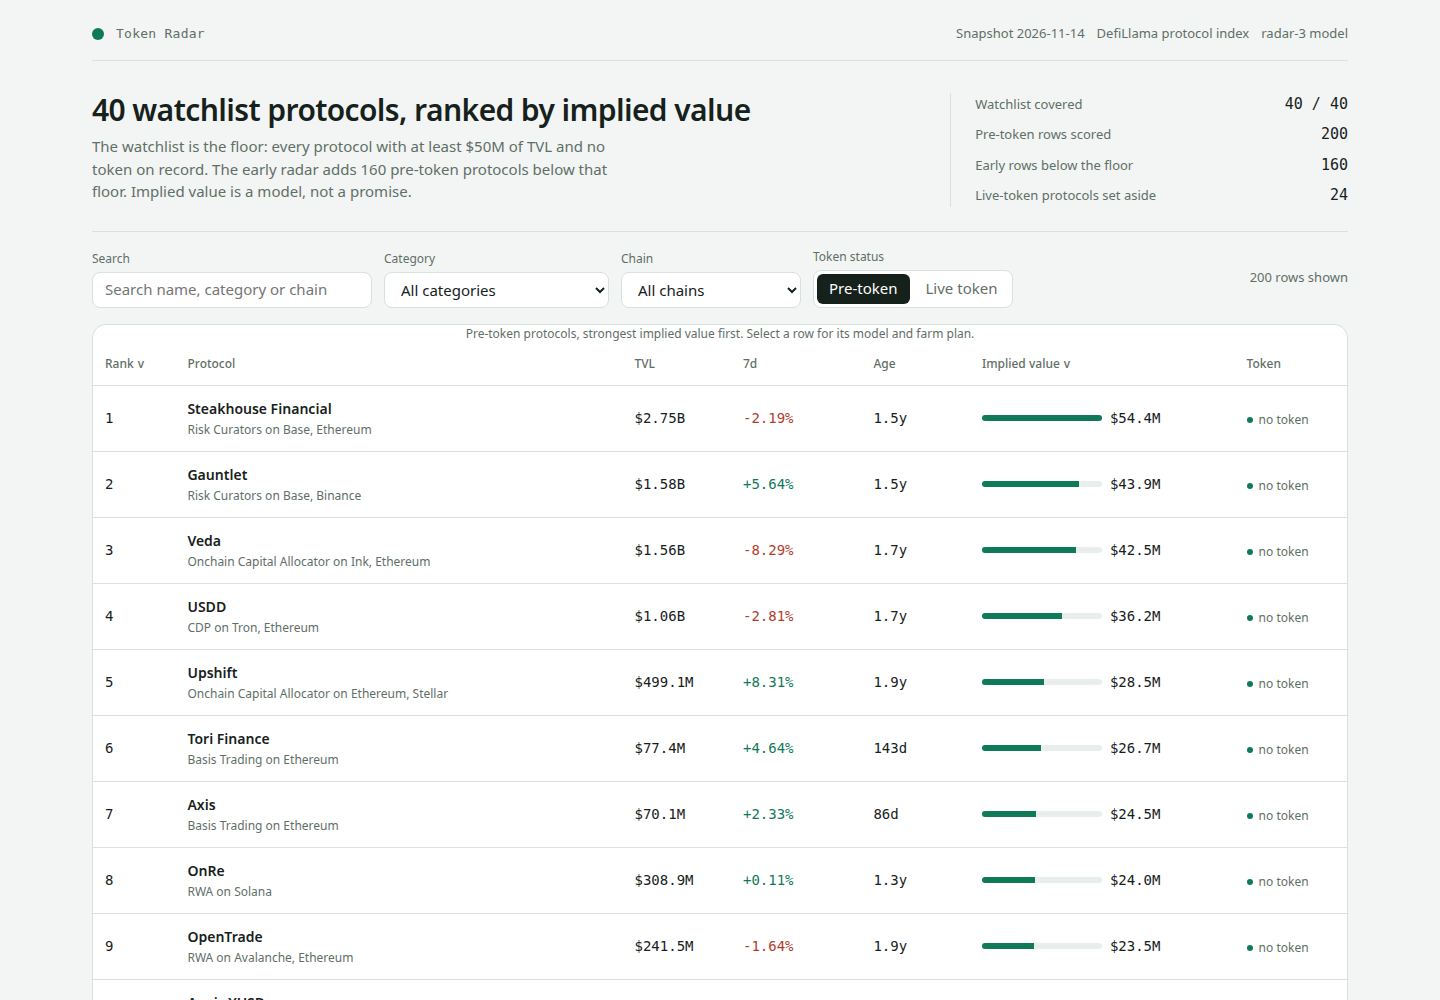 Token Radar
Snapshot 2026-11-14 DefiLlama protocol index radar-3 model
40 watchlist protocols, ranked by implied value
The watchlist is the floor: every protocol with at least $50M of TVL and no
token on record. The early radar adds 160 pre-token protocols below that
floor. Implied value is a model, not a promise.
Watchlist covered 40 / 40
Pre-token rows scored 200
Early rows below the floor 160
Live-token protocols set aside 24
Search Category Chain Token status
Search name, category or chain All categories All chains Pre-token Live token 200 rows shown
Pre-token protocols, strongest implied value first. Select a row for its model and farm plan.
Rank v Protocol TVL 7d Age Implied value v Token
1 Steakhouse Financial $2.75B -2.19% 1.5y $54.4M no token
Risk Curators on Base, Ethereum
2 Gauntlet $1.58B +5.64% 1.5y $43.9M no token
Risk Curators on Base, Binance
3 Veda $1.56B -8.29% 1.7y $42.5M no token
Onchain Capital Allocator on Ink, Ethereum
4 USDD $1.06B -2.81% 1.7y $36.2M no token
CDP on Tron, Ethereum
5 Upshift $499.1M +8.31% 1.9y $28.5M no token
Onchain Capital Allocator on Ethereum, Stellar
6 Tori Finance $77.4M +4.64% 143d $26.7M no token
Basis Trading on Ethereum
7 Axis $70.1M +2.33% 86d $24.5M no token
Basis Trading on Ethereum
8 OnRe $308.9M +0.11% 1.3y $24.0M no token
RWA on Solana
9 OpenTrade $241.5M -1.64% 1.9y $23.5M no token
RWA on Avalanche, Ethereum